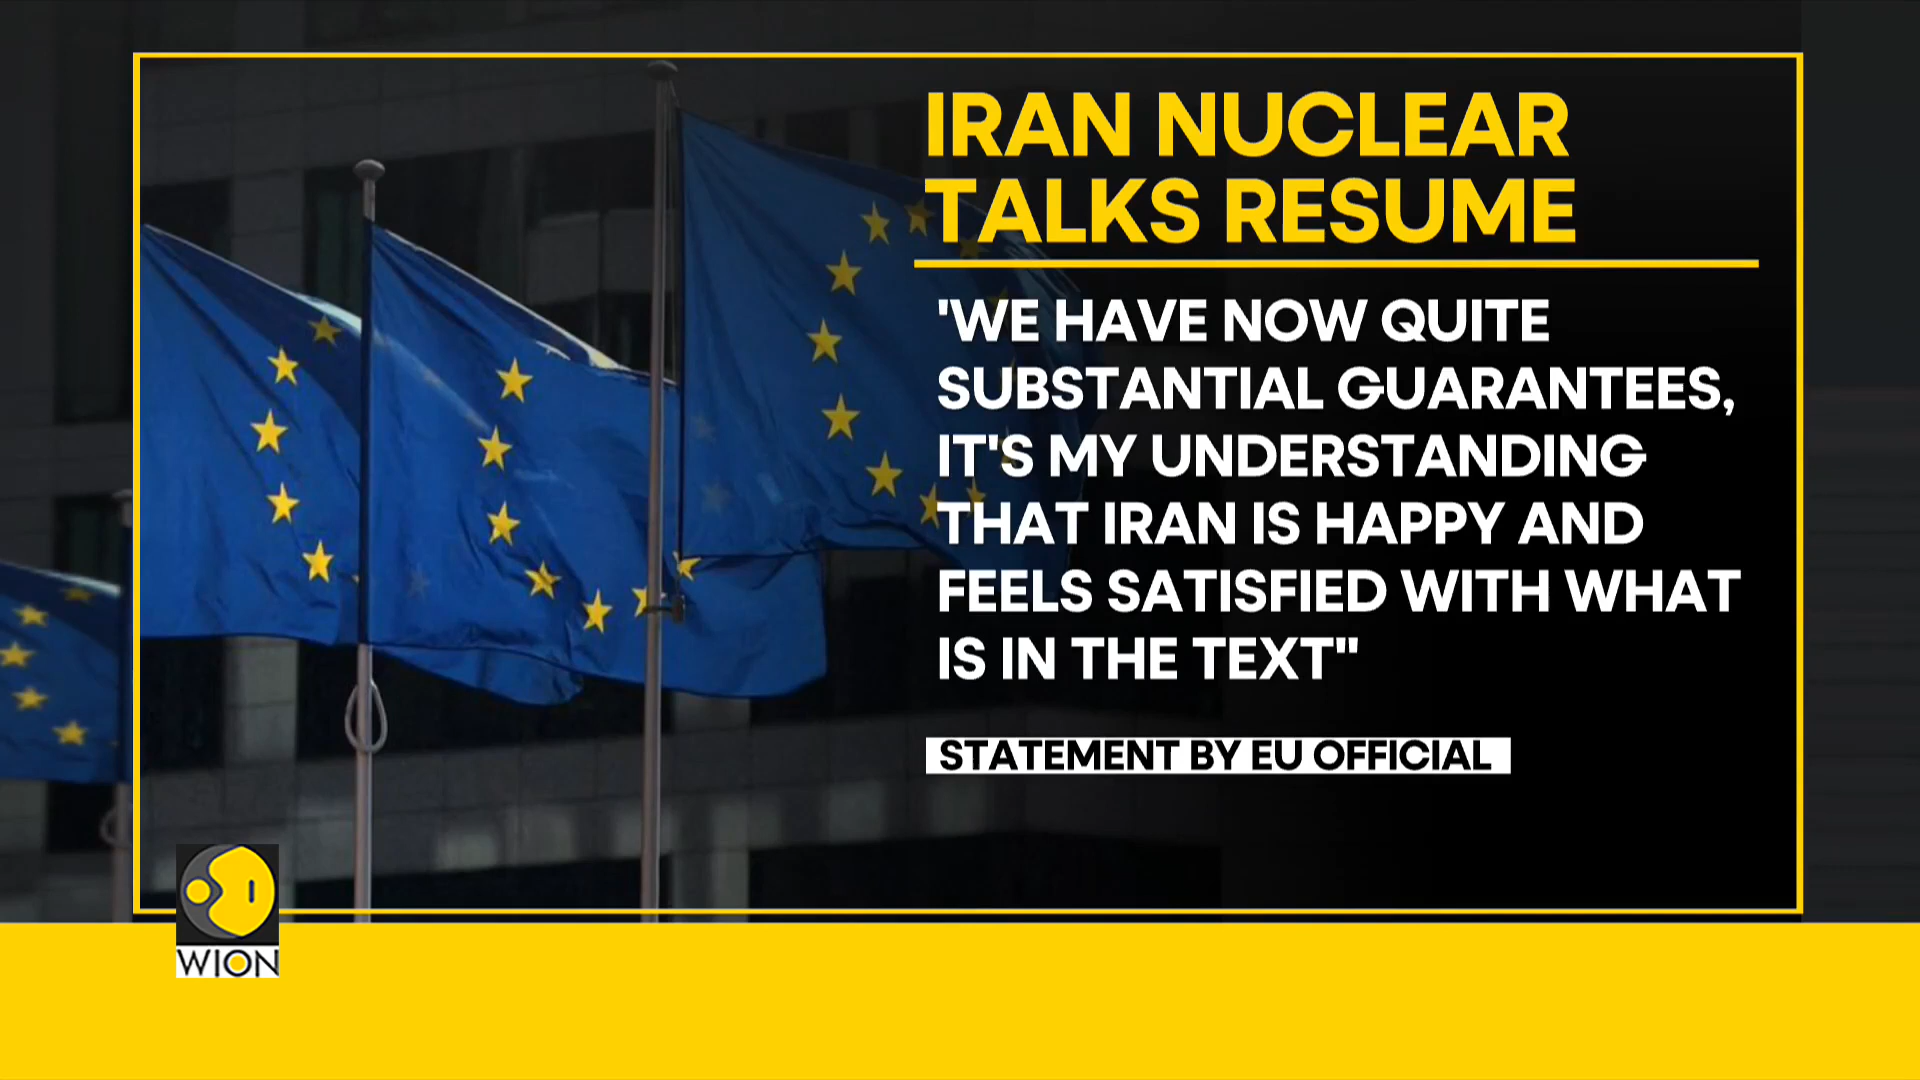 IRAN NUCLEAR
TALKS RESUME
'WE HAVE NOW QUITE
SUBSTANTIAL GUARANTEES,
IT'S MY UNDERSTANDING
THAT IRAN IS HAPPY AND
FEELS SATISFIED WITH WHAT
IS IN THE TEXT"
STATEMENT BY EU OFFICIAL
WION